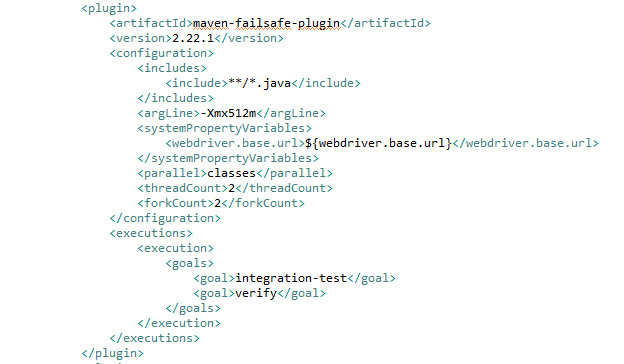 <plugin>
<artifactId>maven-failsafe-plugin</artifactId>
<version>2.22.1</version>
<configuration>
<includes>
<include>**/*.java</include>
</includes>
<argLine>-Xmx512m</argLine>
<systemPropertyVariables>
<webdriver.base.url>${webdriver.base.url}</webdriver.base.url>
</systemPropertyVariables>
<parallel>classes</parallel>
<threadCount>2</threadCount>
<forkCount>2</forkCount>
</configuration>
<executions>
<execution>
<goals>
<goal>integration-test</goal>
<goal>verify</goal>
</goals>
</execution>
</executions>
</plugin>